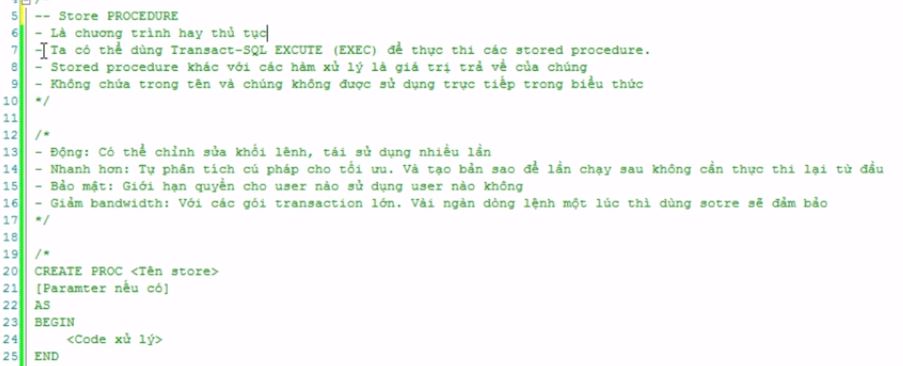 4 /*
5 -- Store PROCEDURE
6 - Là chương trình hay thủ tục
7 - Ta có thể dùng Transact-SQL EXCUTE (EXEC) để thực thi các stored procedure.
8 - Stored procedure khác với các hàm xử lý là giá trị trả về của chúng
9 - Không chứa trong tên và chúng không được sử dụng trực tiếp trong biểu thức
10 */
11
12 /*
13 - Động: Có thể chỉnh sửa khối lênh, tái sử dụng nhiều lần
14 - Nhanh hơn: Tự phân tích cú pháp cho tối ưu. Và tạo bản sao để lần chạy sau không cần thực thi lại từ đầu
15 - Bảo mật: Giới hạn quyền cho user nào sử dụng user nào không
16 - Giảm bandwidth: Với các gói transaction lớn. Vài ngàn dòng lệnh một lúc thì dùng sotre sẽ đảm bảo
17 */
18
19 /*
20 CREATE PROC <Tên store>
21 [Paramter nếu có]
22 AS
23 BEGIN
24 <Code xử lý>
25 END